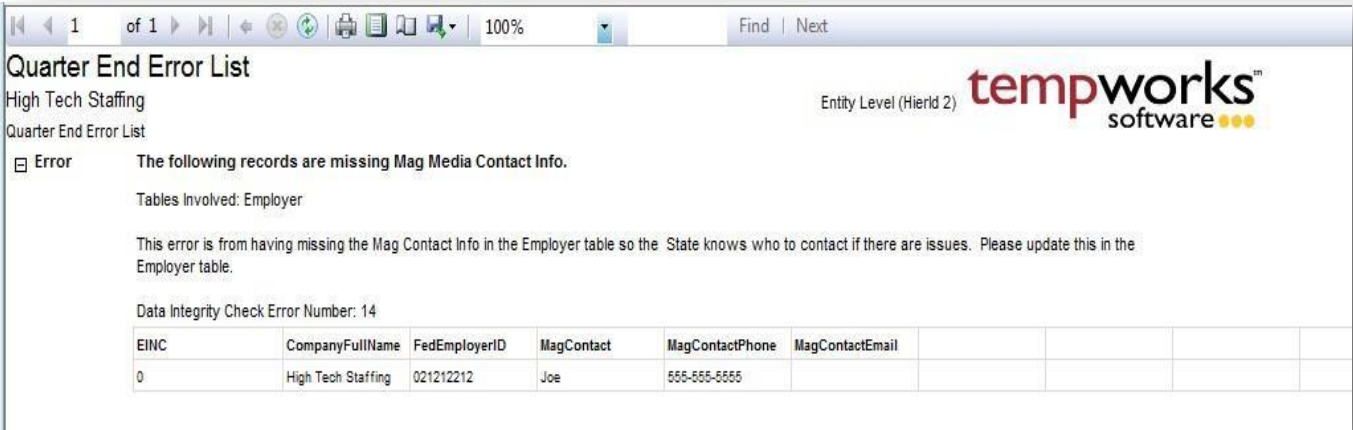 1 of 1 100% Find | Next
Quarter End Error List
High Tech Staffing
Entity Level (HierId 2) tempworks™
software
Quarter End Error List
Error The following records are missing Mag Media Contact Info.
Tables Involved: Employer
This error is from having missing the Mag Contact Info in the Employer table so the State knows who to contact if there are issues. Please update this in the
Employer table.
Data Integrity Check Error Number: 14
EINC CompanyFullName FedEmployerID MagContact MagContactPhone MagContactEmail
0 High Tech Staffing 021212212 Joe 555-555-5555